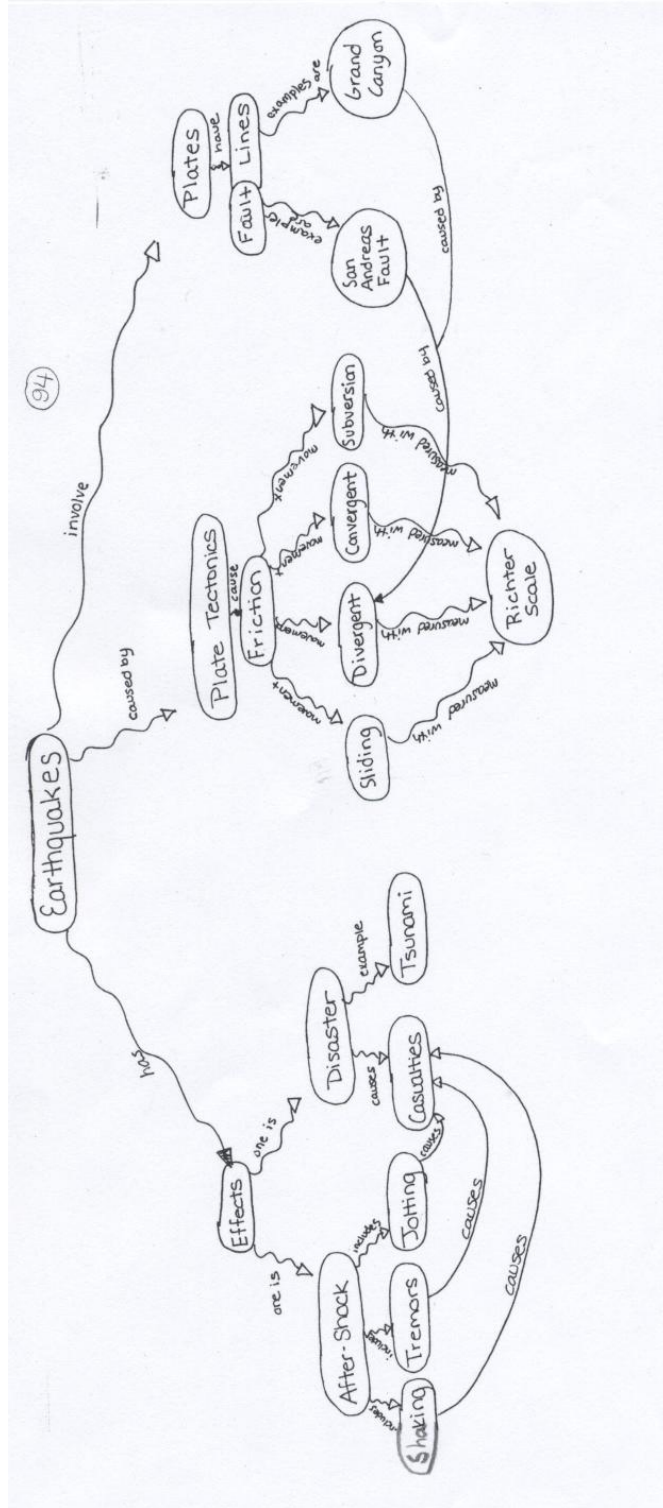 94
Earthquakes
has
caused by
involve
Effects
one is
one is
After-Shock
includes
includes
includes
Shaking
Tremors
Jolting
causes
causes
causes
Disaster
causes
example
Casualties
Tsunami
Plate Tectonics
cause
Friction
movement
movement
movement
movement
Sliding
Divergent
Convergent
Subversion
measured with
measured with
measured with
measured with
Richter
Scale
Plates
have
Fault Lines
example
are
examples are
San
Andreas
Fault
Grand
Canyon
caused by
caused by